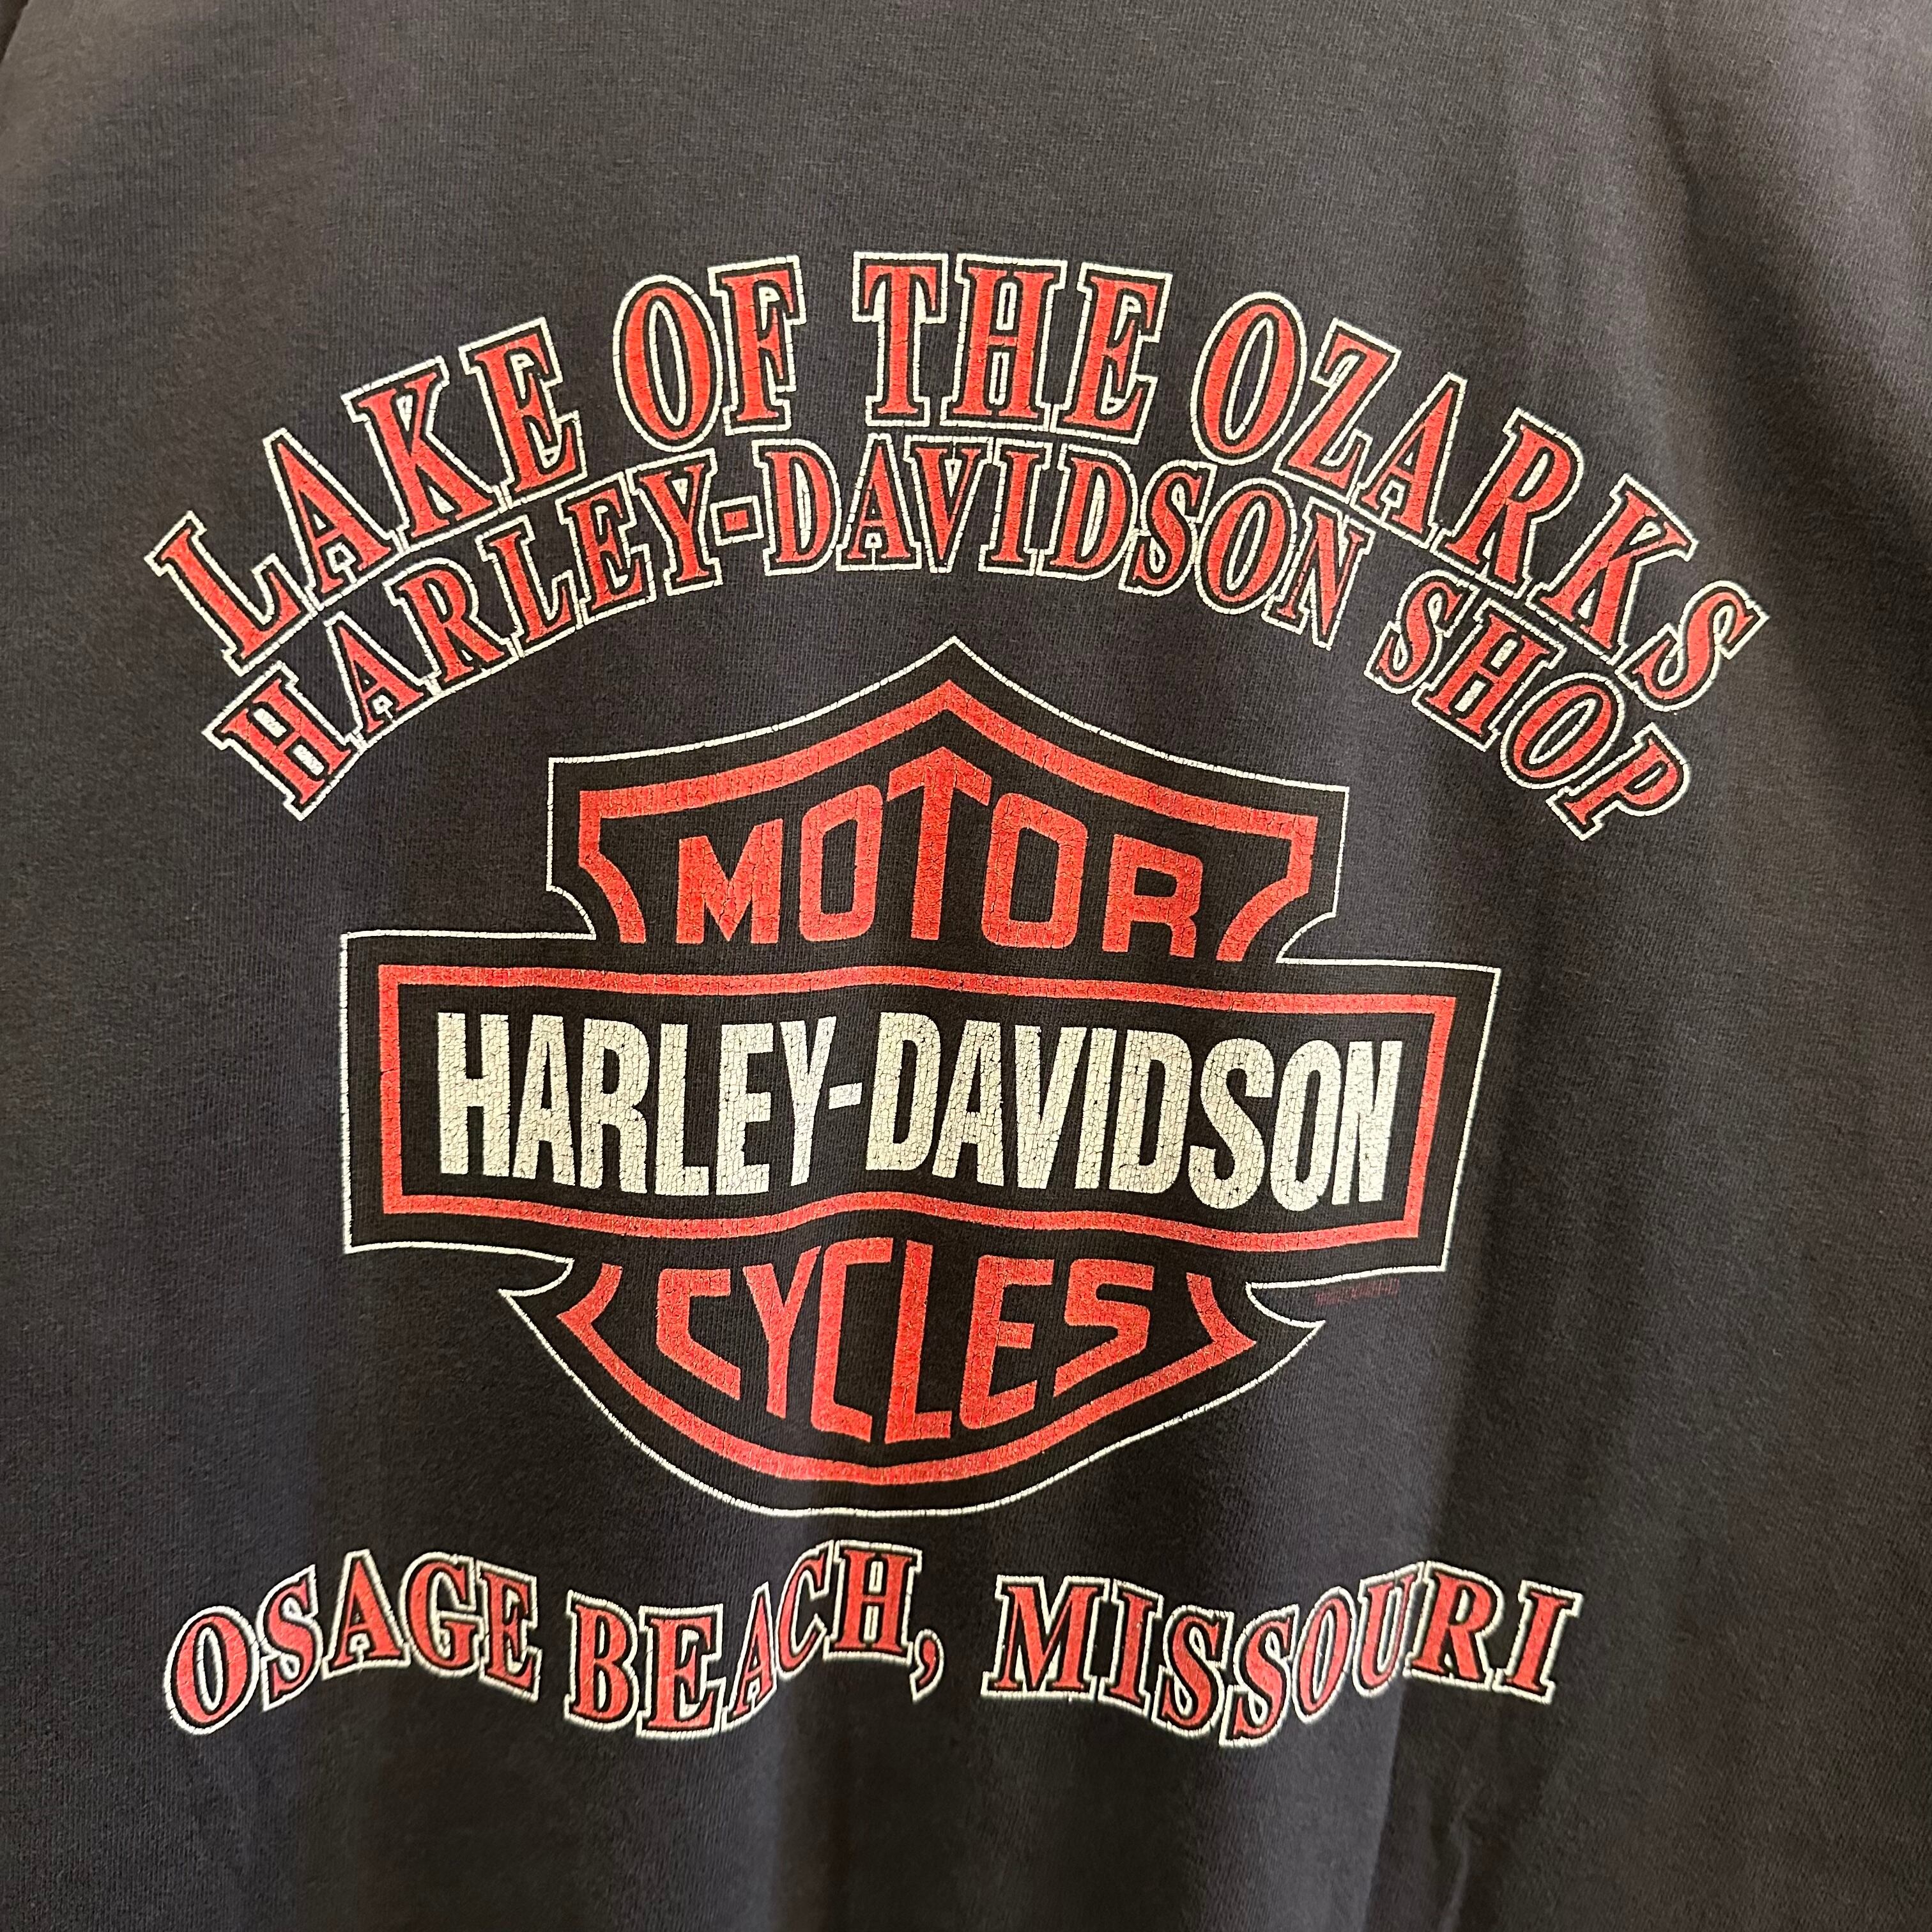 LAKE OF THE OZARKS
HARLEY-DAVIDSON SHOP
MOTOR
HARLEY-DAVIDSON
CYCLES
OSAGE BEACH, MISSOURI